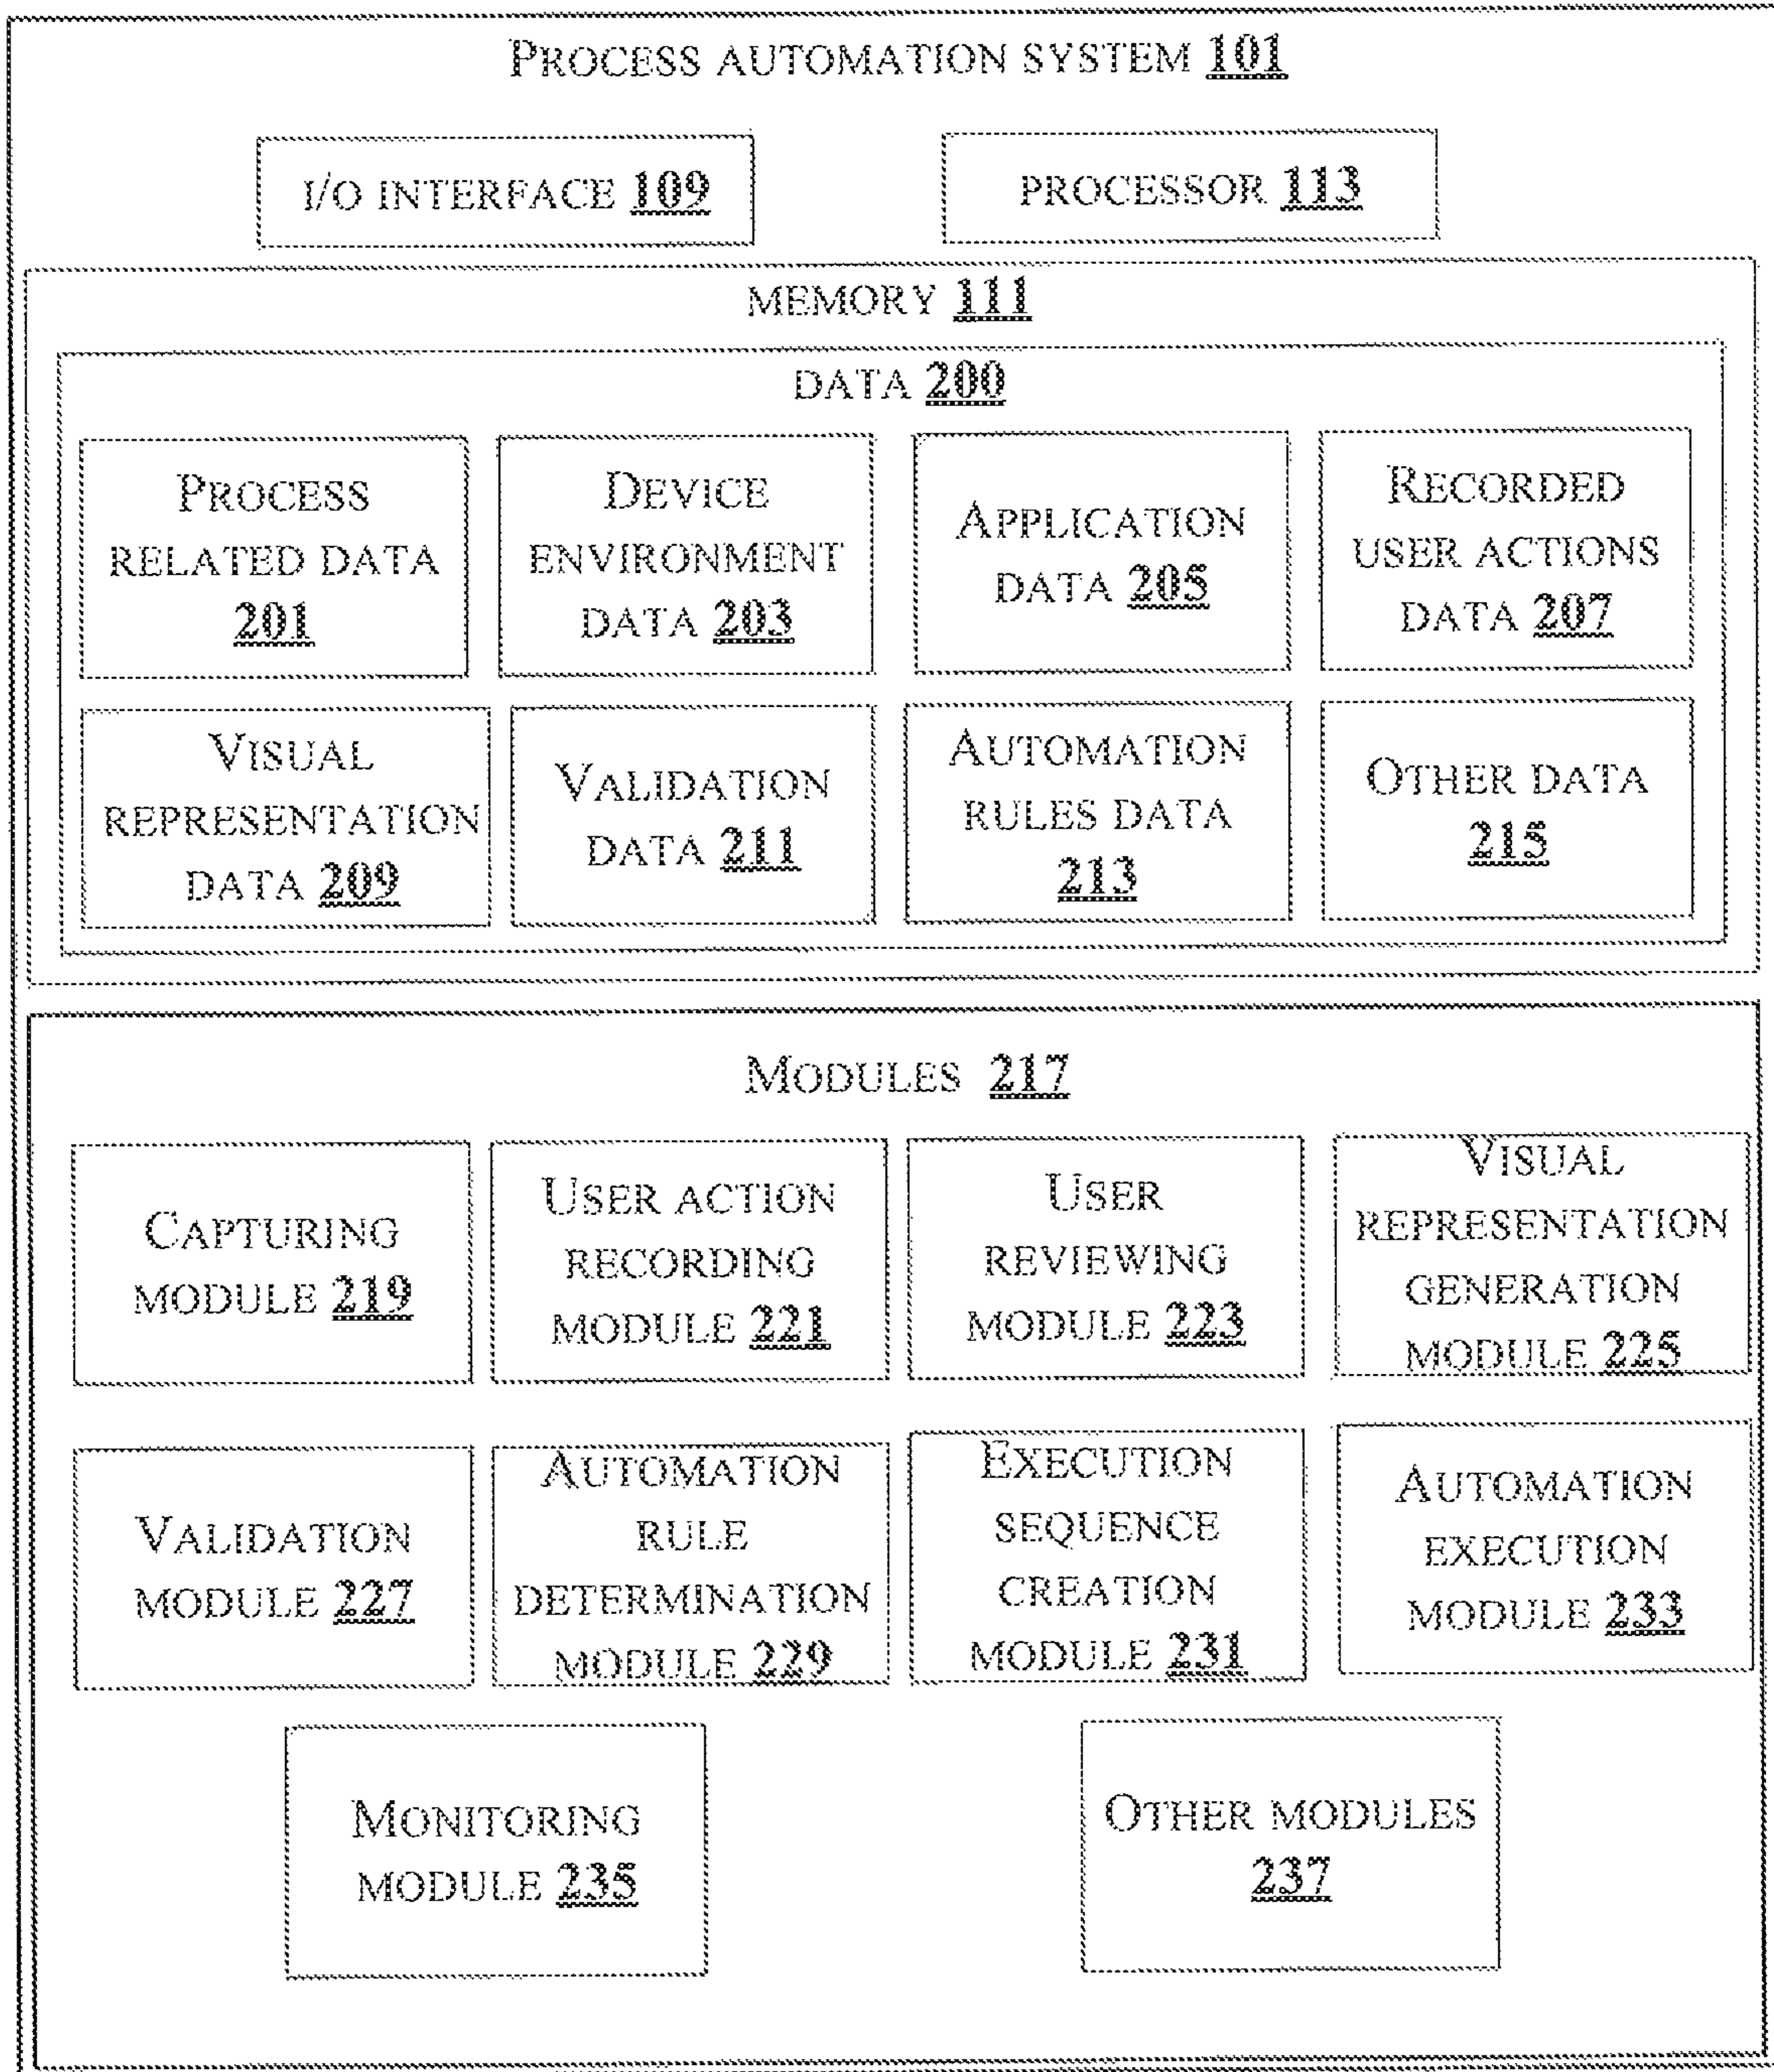 PROCESS AUTOMATION SYSTEM 101
I/O INTERFACE 109
PROCESSOR 113
MEMORY 111
DATA 200
PROCESS
RELATED DATA
201
DEVICE
ENVIRONMENT
DATA 203
APPLICATION
DATA 205
RECORDED
USER ACTIONS
DATA 207
VISUAL
REPRESENTATION
DATA 209
VALIDATION
DATA 211
AUTOMATION
RULES DATA
213
OTHER DATA
215
MODULES 217
CAPTURING
MODULE 219
USER ACTION
RECORDING
MODULE 221
USER
REVIEWING
MODULE 223
VISUAL
REPRESENTATION
GENERATION
MODULE 225
VALIDATION
MODULE 227
AUTOMATION
RULE
DETERMINATION
MODULE 229
EXECUTION
SEQUENCE
CREATION
MODULE 231
AUTOMATION
EXECUTION
MODULE 233
MONITORING
MODULE 235
OTHER MODULES
237